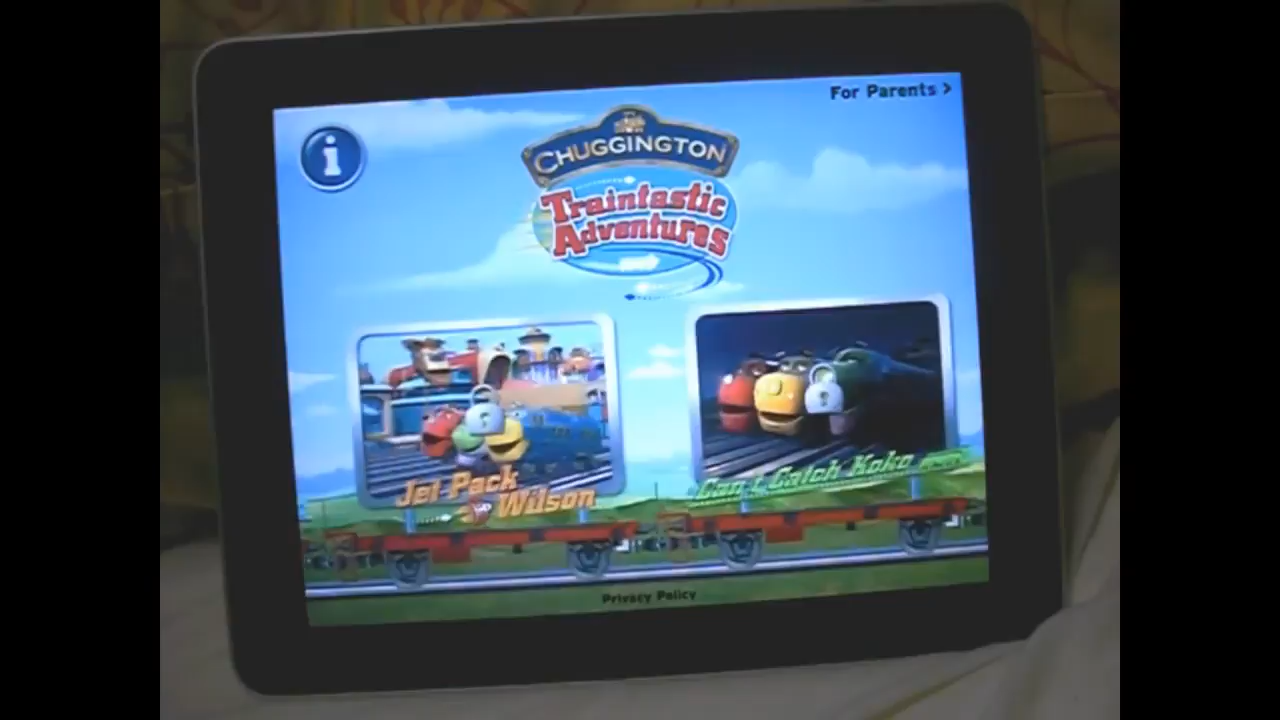 For Parents >
i
CHUGGINGTON
Traintastic
Adventures
Jet Pack
Wilson
Can't Catch Koko
Privacy Policy